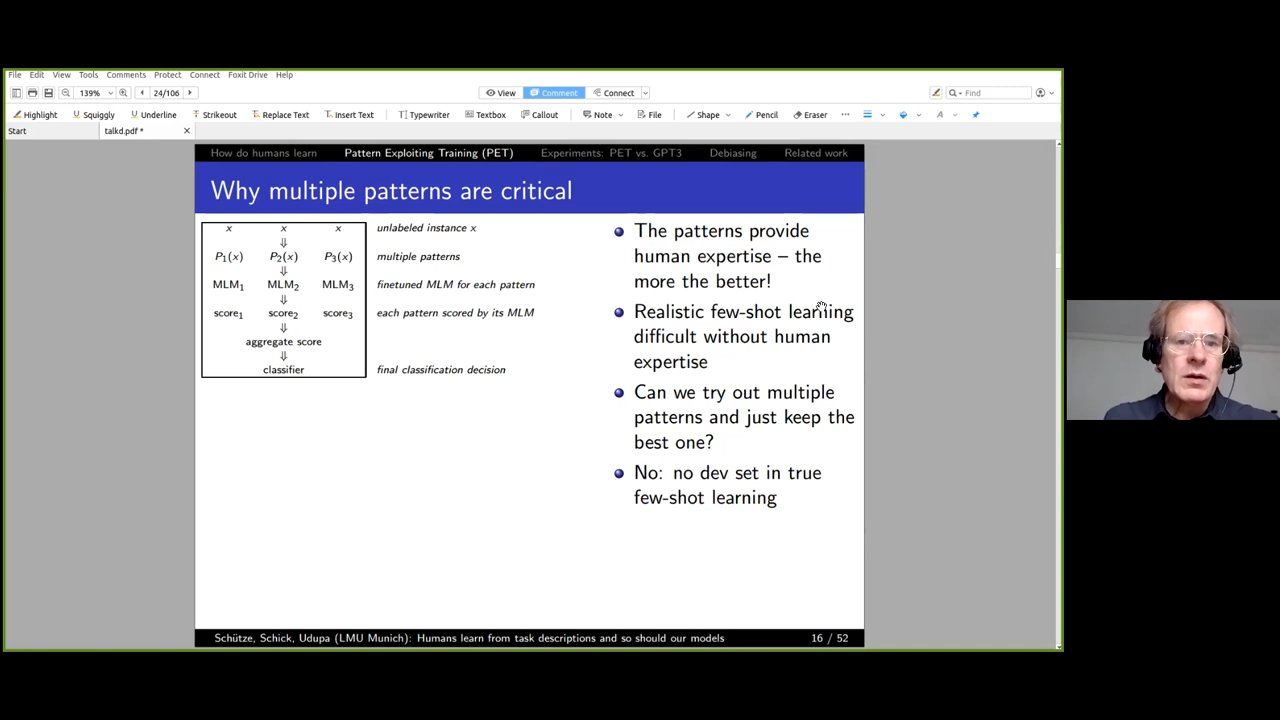 File Edit View Tools Comments Protect Connect Foxit Drive Help
139% 24/106 View Comment Connect Find
Highlight Squiggly Underline Strikeout Replace Text Insert Text Typewriter Textbox Callout Note File Shape Pencil Eraser
Start talkd.pdf *
How do humans learn Pattern Exploiting Training (PET) Experiments: PET vs. GPT3 Debiasing Related work
Why multiple patterns are critical
x x x unlabeled instance x
⇓
P₁(x) P₂(x) P₃(x) multiple patterns
⇓
MLM₁ MLM₂ MLM₃ finetuned MLM for each pattern
⇓
score₁ score₂ score₃ each pattern scored by its MLM
⇓
aggregate score
⇓
classifier final classification decision
The patterns provide
human expertise – the
more the better!
Realistic few-shot learning
difficult without human
expertise
Can we try out multiple
patterns and just keep the
best one?
No: no dev set in true
few-shot learning
Schütze, Schick, Udupa (LMU Munich): Humans learn from task descriptions and so should our models 16 / 52